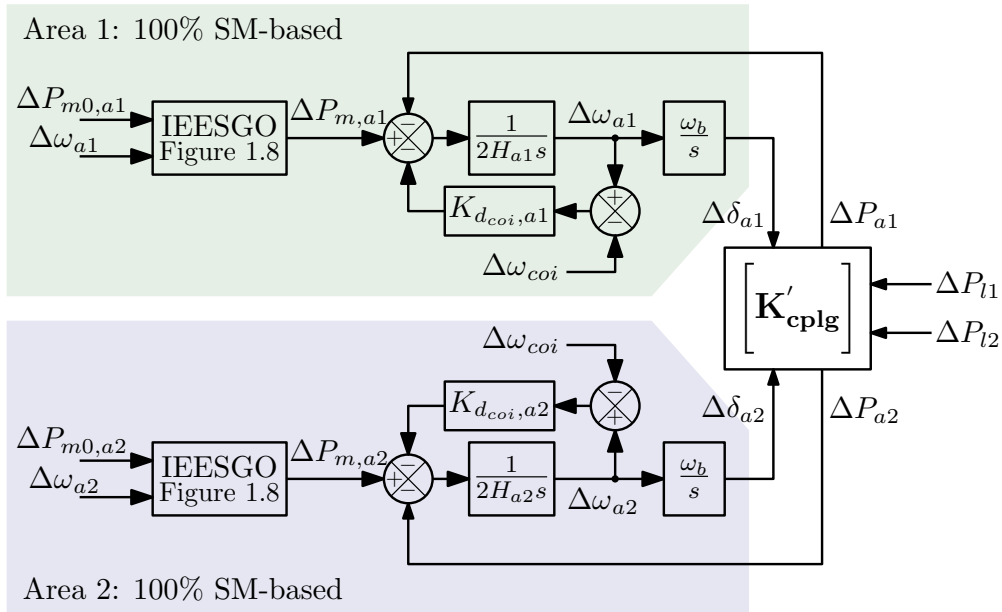 Area 1: 100% SM-based
ΔP_{m0,a1}
Δω_{a1}
IEESGO
Figure 1.8
ΔP_{m,a1}
+ − −
1
2H_{a1}s
Δω_{a1}
ω_b
s
K_{d_{coi},a1}
+
−
Δω_{coi}
Δδ_{a1}
ΔP_{a1}
[K′_{cplg}]
ΔP_{l1}
ΔP_{l2}
Δω_{coi}
−
+
K_{d_{coi},a2}
Δδ_{a2}
ΔP_{a2}
ΔP_{m0,a2}
Δω_{a2}
IEESGO
Figure 1.8
ΔP_{m,a2}
+ − −
1
2H_{a2}s
Δω_{a2}
ω_b
s
Area 2: 100% SM-based